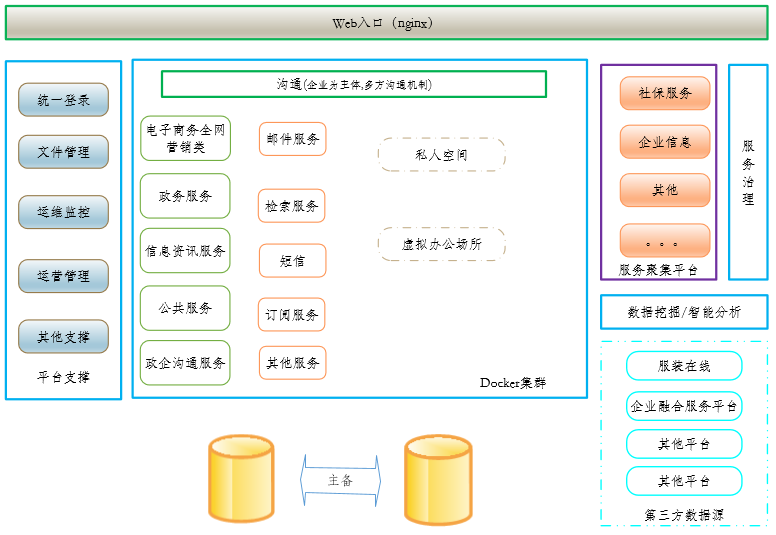 Web入口（nginx）
统一登录
文件管理
运维监控
运营管理
其他支撑
平台支撑
沟通(企业为主体,多方沟通机制)
电子商务全网
营销类
政务服务
信息资讯服务
公共服务
政企沟通服务
邮件服务
检索服务
短信
订阅服务
其他服务
私人空间
虚拟办公场所
Docker集群
社保服务
企业信息
其他
。。。
服务聚集平台
服
务
治
理
数据挖掘/智能分析
服装在线
企业融合服务平台
其他平台
其他平台
第三方数据源
主备